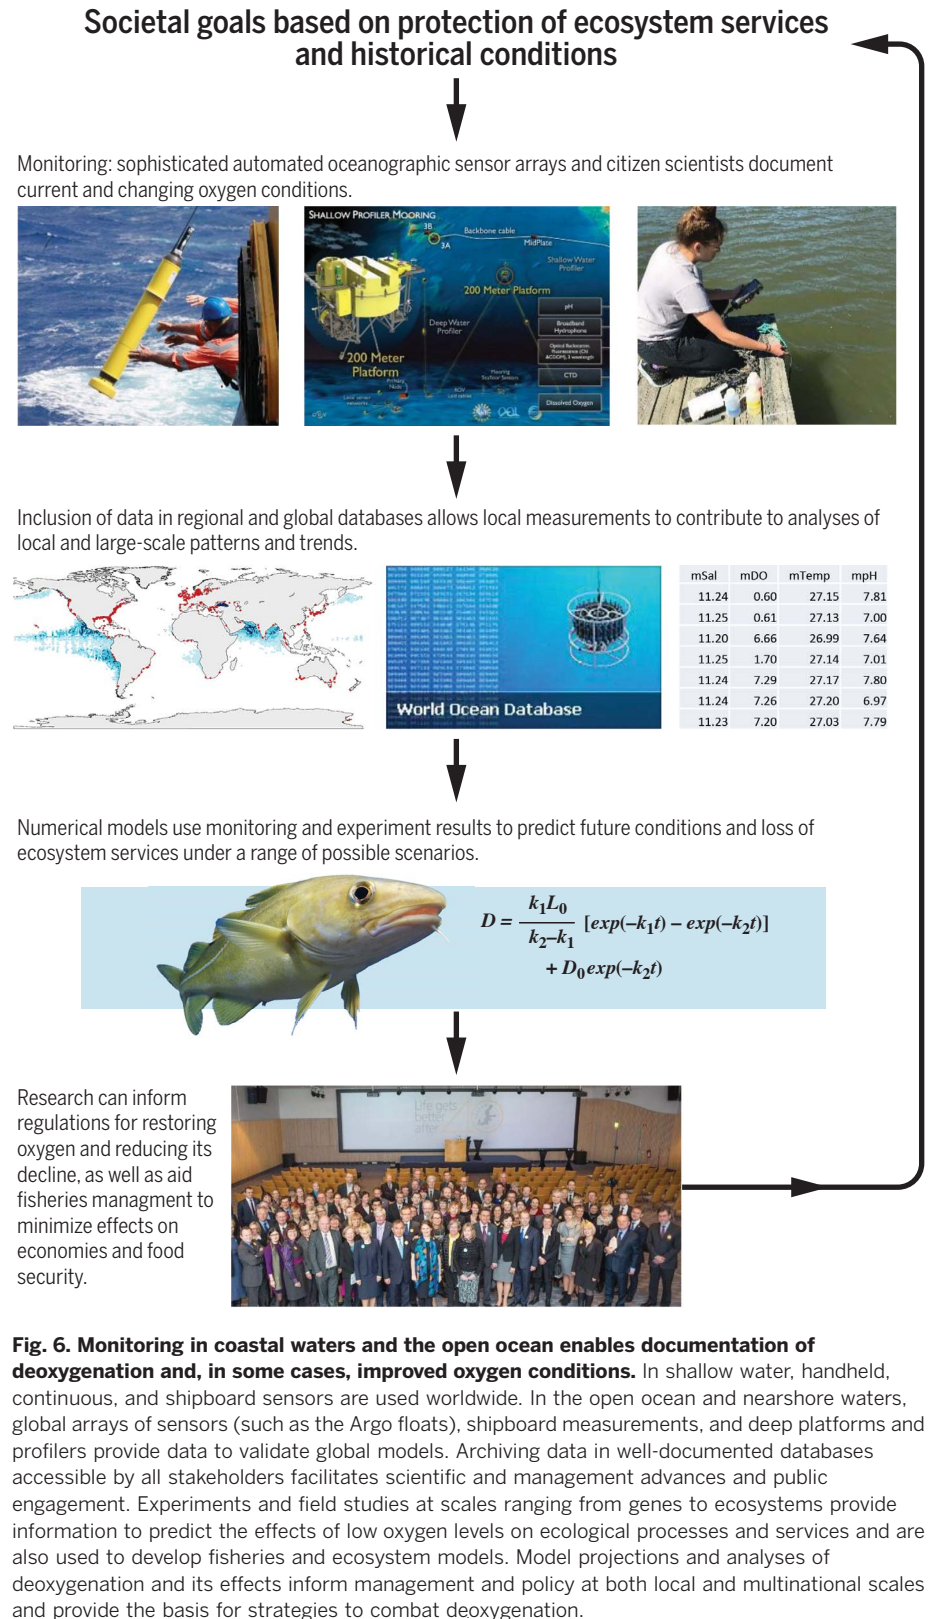 Societal goals based on protection of ecosystem services
and historical conditions
Monitoring: sophisticated automated oceanographic sensor arrays and citizen scientists document
current and changing oxygen conditions.
SHALLOW PROFILER MOORING
3B
3A
Backbone cable
MidPlate
Shallow Water
Profiler
200 Meter Platform
Deep Water
Profiler
pH
Broadband
Hydrophone
Optical Backscatter,
CTD
Dissolved Oxygen
200 Meter
Platform
Primary
Node
ROV
Inclusion of data in regional and global databases allows local measurements to contribute to analyses of
local and large-scale patterns and trends.
World Ocean Database
mSal mDO mTemp mpH
11.24 0.60 27.15 7.81
11.25 0.61 27.13 7.00
11.20 6.66 26.99 7.64
11.25 1.70 27.14 7.01
11.24 7.29 27.17 7.80
11.24 7.26 27.20 6.97
11.23 7.20 27.03 7.79
Numerical models use monitoring and experiment results to predict future conditions and loss of
ecosystem services under a range of possible scenarios.
D = k₁L₀ / k₂–k₁ [exp(–k₁t) – exp(–k₂t)]
+ D₀exp(–k₂t)
Research can inform
regulations for restoring
oxygen and reducing its
decline, as well as aid
fisheries managment to
minimize effects on
economies and food
security.
Life gets
better
after
Fig. 6. Monitoring in coastal waters and the open ocean enables documentation of
deoxygenation and, in some cases, improved oxygen conditions. In shallow water, handheld,
continuous, and shipboard sensors are used worldwide. In the open ocean and nearshore waters,
global arrays of sensors (such as the Argo floats), shipboard measurements, and deep platforms and
profilers provide data to validate global models. Archiving data in well-documented databases
accessible by all stakeholders facilitates scientific and management advances and public
engagement. Experiments and field studies at scales ranging from genes to ecosystems provide
information to predict the effects of low oxygen levels on ecological processes and services and are
also used to develop fisheries and ecosystem models. Model projections and analyses of
deoxygenation and its effects inform management and policy at both local and multinational scales
and provide the basis for strategies to combat deoxygenation.